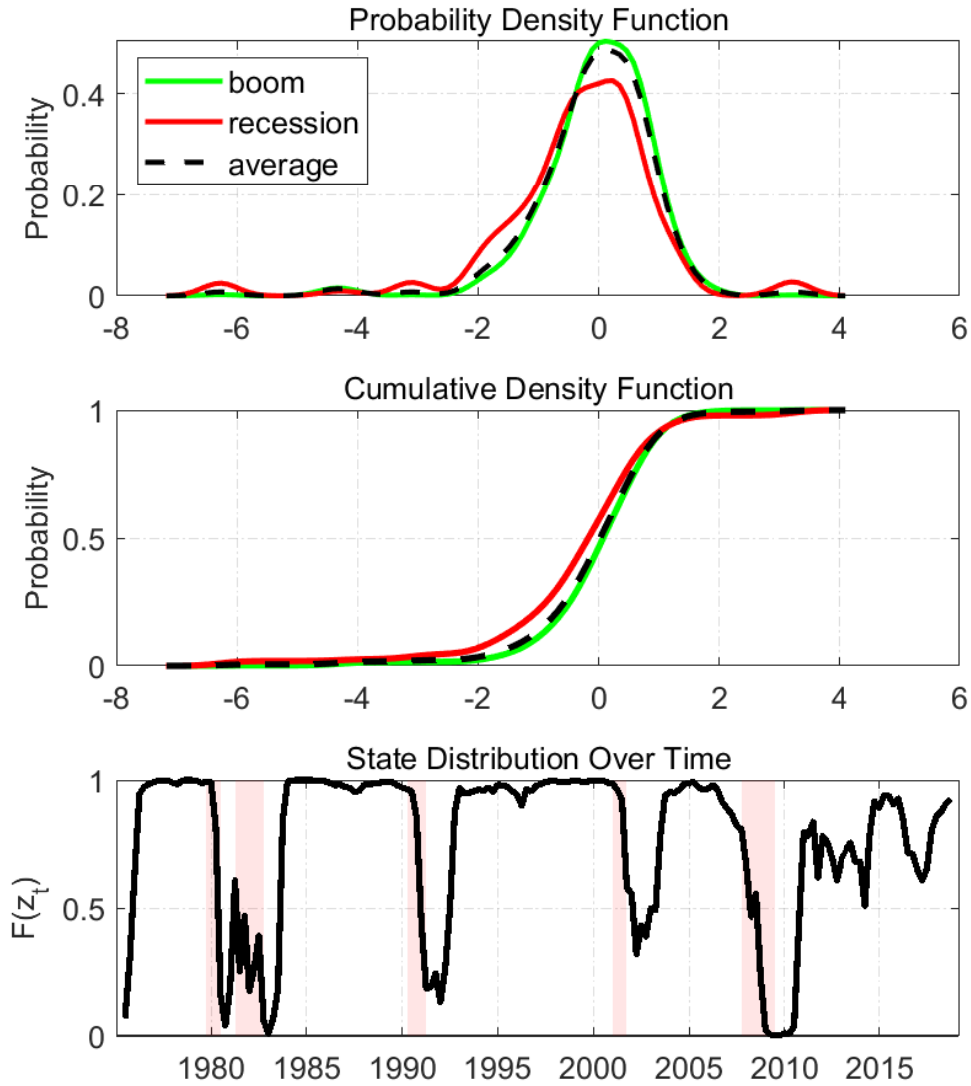 Probability Density Function
Probability
0.4
0.2
0
boom
recession
average
-8 -6 -4 -2 0 2 4 6
Cumulative Density Function
Probability
1
0.5
0
-8 -6 -4 -2 0 2 4 6
State Distribution Over Time
F(z_t)
1
0.5
0
1980 1985 1990 1995 2000 2005 2010 2015